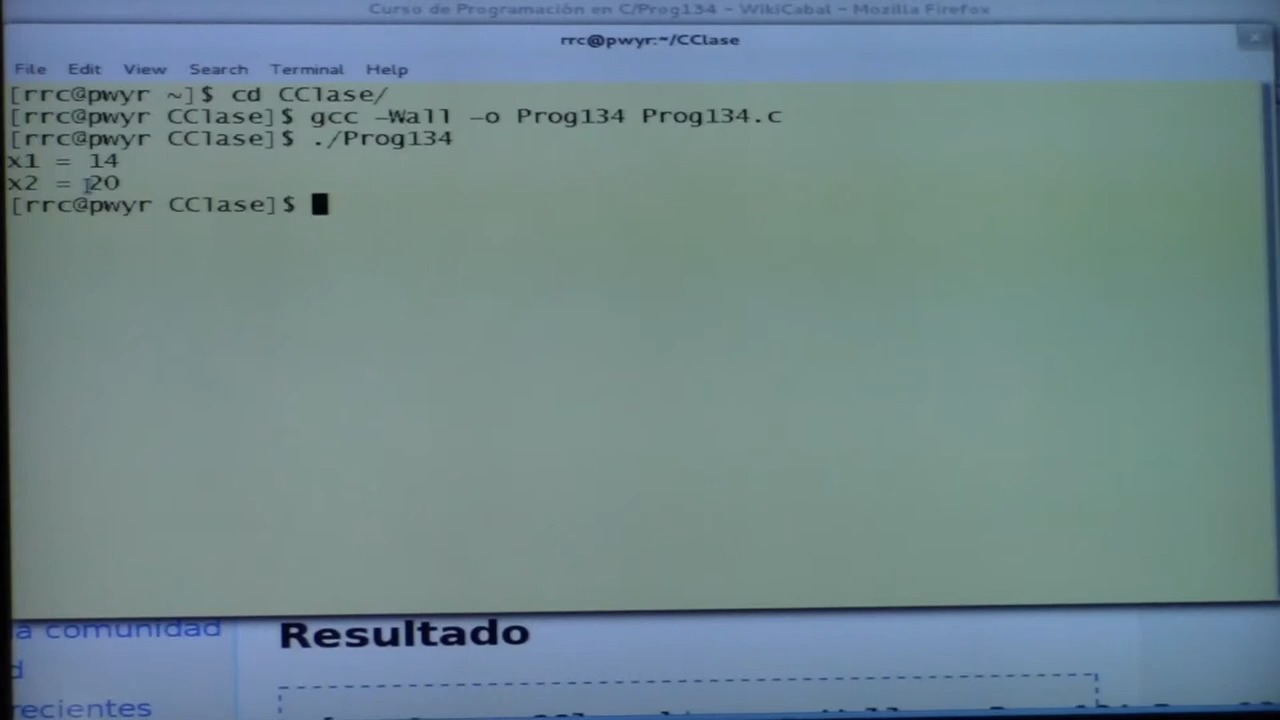 Curso de Programación en C/Prog134 - WikiCabal - Mozilla Firefox
rrc@pwyr:~/CClase
File Edit View Search Terminal Help
[rrc@pwyr ~]$ cd CClase/
[rrc@pwyr CClase]$ gcc -Wall -o Prog134 Prog134.c
[rrc@pwyr CClase]$ ./Prog134
x1 = 14
x2 = 20
[rrc@pwyr CClase]$
a comunidad
Resultado
d
recientes